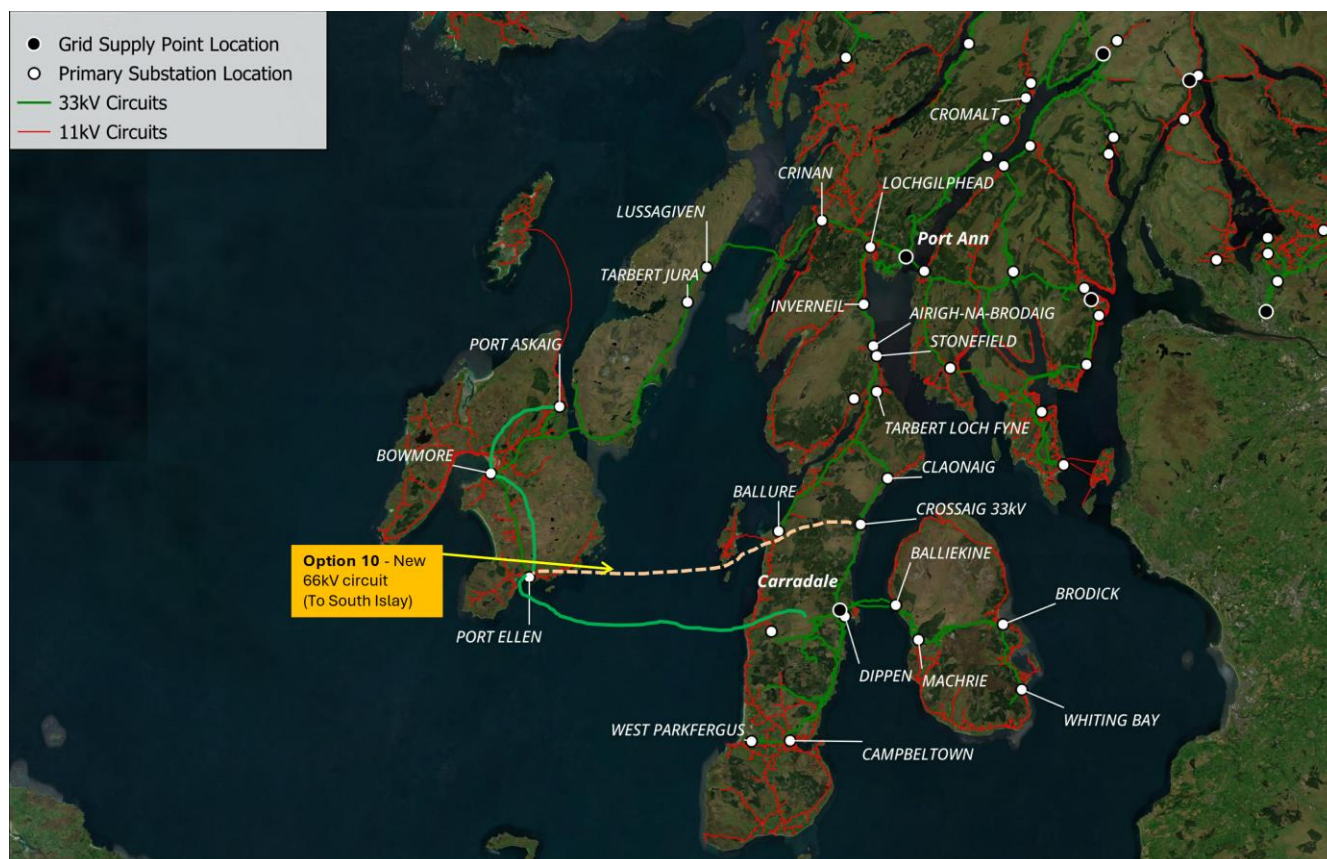 Grid Supply Point Location
Primary Substation Location
33kV Circuits
11kV Circuits
CROMALT
CRINAN
LOCHGILPHEAD
LUSSAGIVEN
Port Ann
TARBERT JURA
INVERNEIL
AIRIGH-NA-BRODAIG
STONEFIELD
PORT ASKAIG
TARBERT LOCH FYNE
BOWMORE
CLAONAIG
BALLURE
CROSSAIG 33kV
Option 10 - New
66kV circuit
(To South Islay)
BALLIEKINE
Carradale
BRODICK
PORT ELLEN
DIPPEN
MACHRIE
WHITING BAY
WEST PARKFERGUS
CAMPBELTOWN